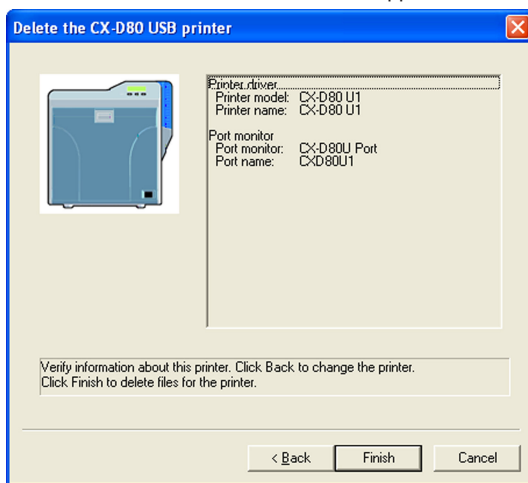 Delete the CX-D80 USB printer
Printer driver
Printer model: CX-D80 U1
Printer name: CX-D80 U1
Port monitor
Port monitor: CX-D80U Port
Port name: CXD80U1
Verify information about this printer. Click Back to change the printer.
Click Finish to delete files for the printer.
< Back
Finish
Cancel